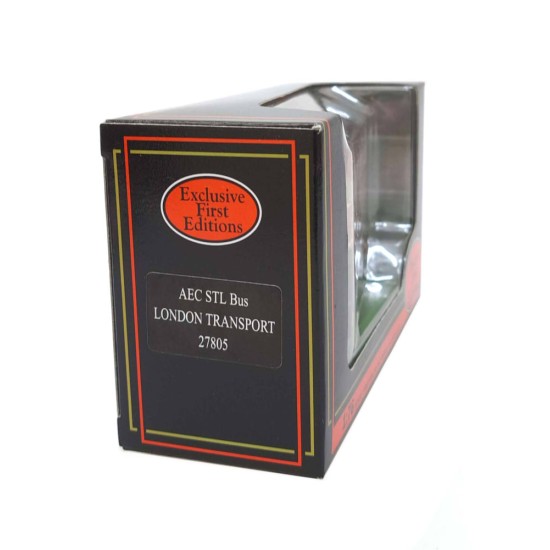 Exclusive
First
Editions
AEC STL Bus
LONDON TRANSPORT
27805